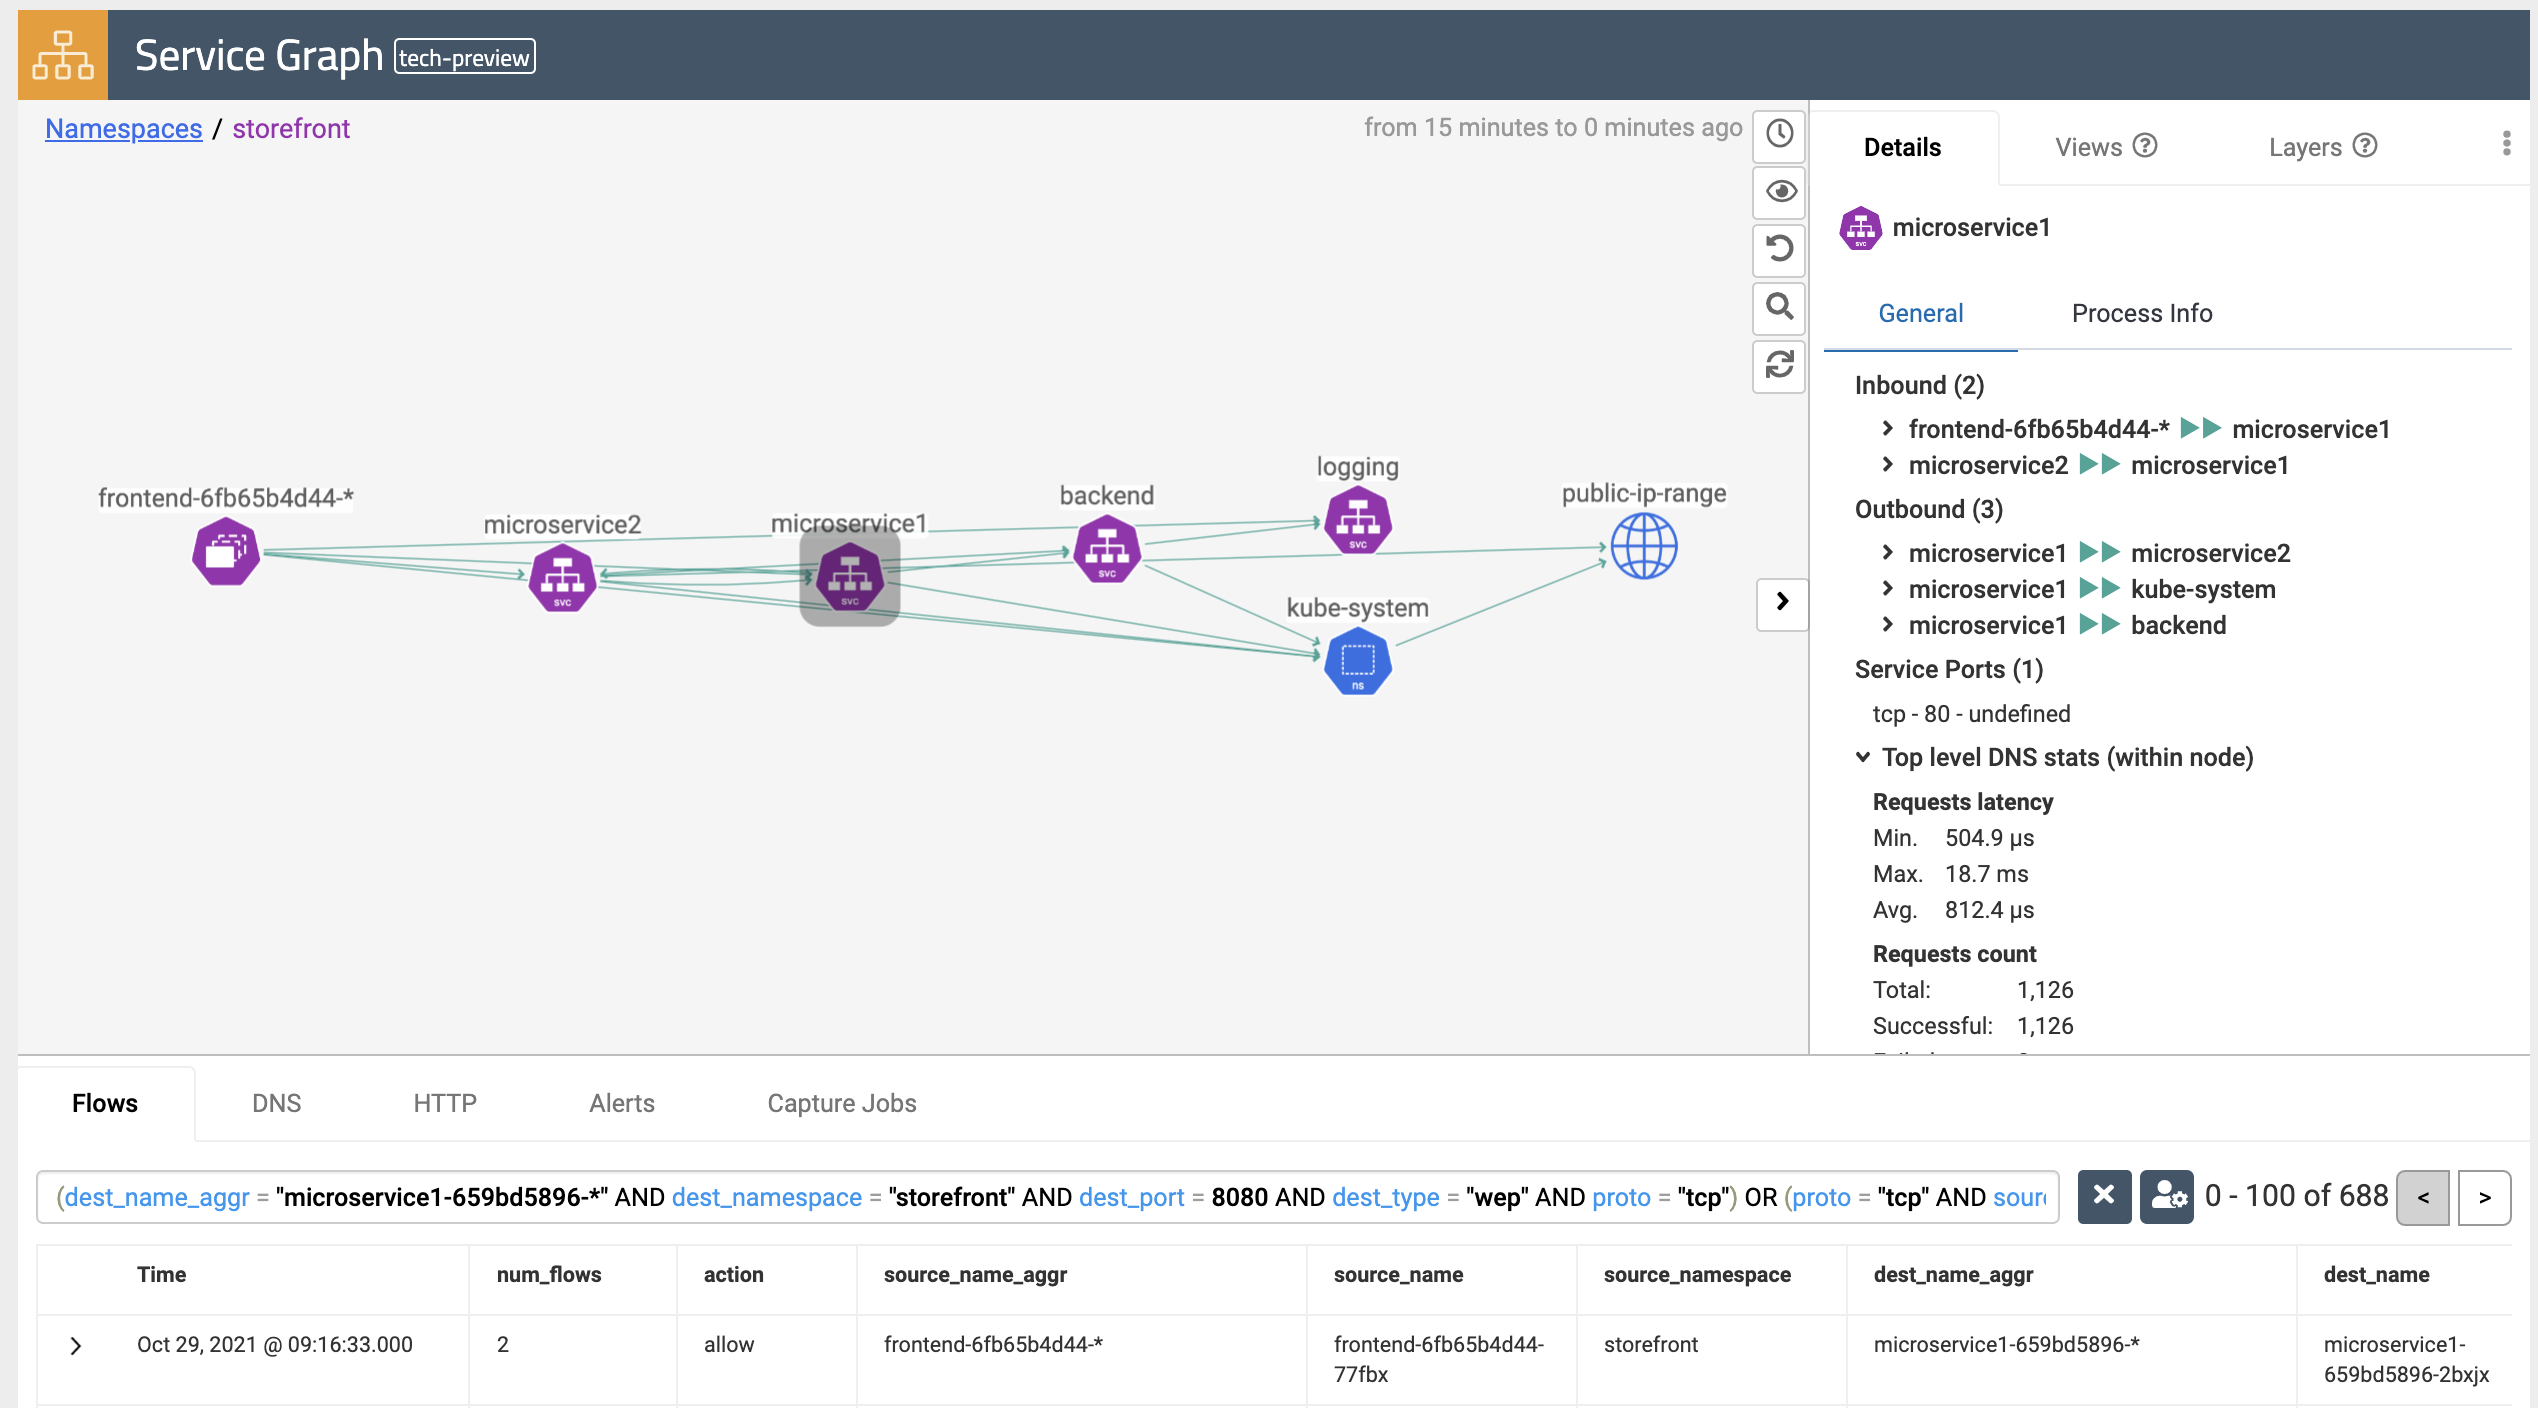 Service Graph tech-preview
Namespaces / storefront
from 15 minutes to 0 minutes ago
frontend-6fb65b4d44-*
microservice2
svc
microservice1
svc
backend
svc
logging
svc
public-ip-range
kube-system
ns
Details
Views
Layers
svc
microservice1
General
Process Info
Inbound (2)
frontend-6fb65b4d44-* microservice1
microservice2 microservice1
Outbound (3)
microservice1 microservice2
microservice1 kube-system
microservice1 backend
Service Ports (1)
tcp - 80 - undefined
Top level DNS stats (within node)
Requests latency
Min. 504.9 µs
Max. 18.7 ms
Avg. 812.4 µs
Requests count
Total: 1,126
Successful: 1,126
Flows DNS HTTP Alerts Capture Jobs
(dest_name_aggr = "microservice1-659bd5896-*" AND dest_namespace = "storefront" AND dest_port = 8080 AND dest_type = "wep" AND proto = "tcp") OR (proto = "tcp" AND sour
0 - 100 of 688 < >
Time num_flows action source_name_aggr source_name source_namespace dest_name_aggr dest_name
Oct 29, 2021 @ 09:16:33.000 2 allow frontend-6fb65b4d44-* frontend-6fb65b4d44- storefront microservice1-659bd5896-* microservice1-
77fbx 659bd5896-2bxjx